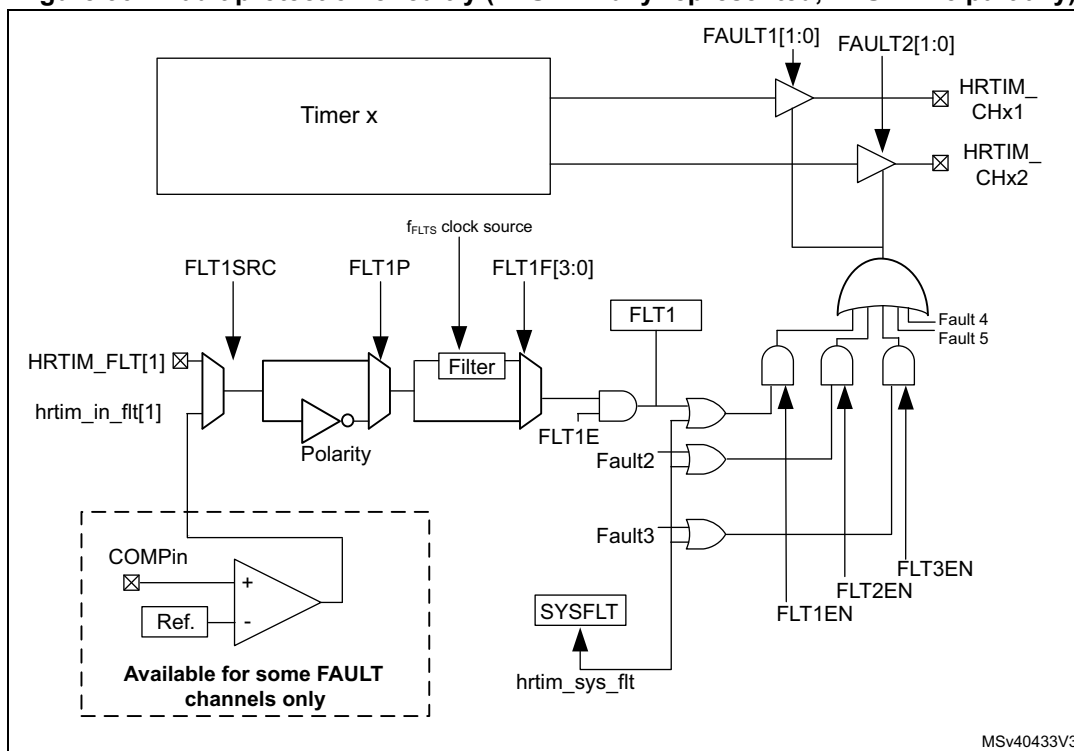 FAULT1[1:0]
FAULT2[1:0]
Timer x
HRTIM_
CHx1
HRTIM_
CHx2
fFLTS clock source
FLT1SRC
FLT1P
FLT1F[3:0]
FLT1
Fault 4
Fault 5
HRTIM_FLT[1]
Filter
hrtim_in_flt[1]
FLT1E
Polarity
Fault2
Fault3
COMPin
+
Ref.
-
SYSFLT
FLT3EN
FLT2EN
FLT1EN
Available for some FAULT
channels only
hrtim_sys_flt
MSv40433V3